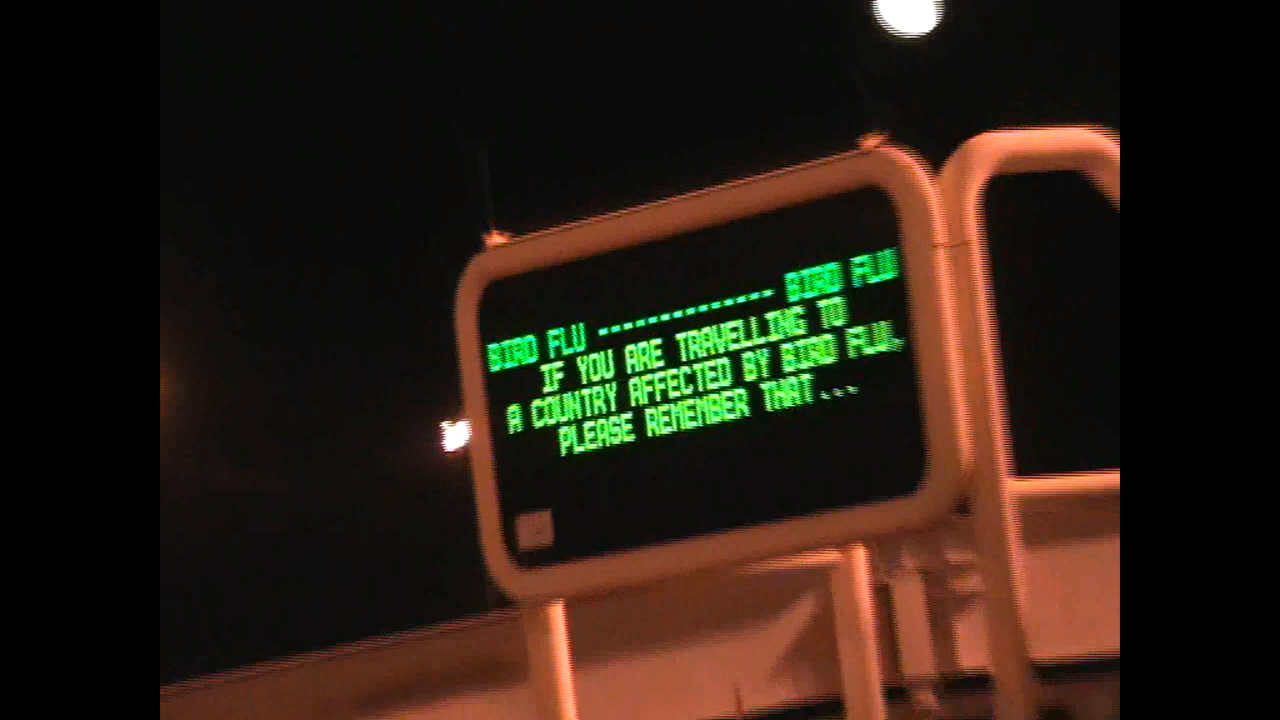 BIRD FLU -------------- BIRD FLU
IF YOU ARE TRAVELLING TO
A COUNTRY AFFECTED BY BIRD FLU,
PLEASE REMEMBER THAT...